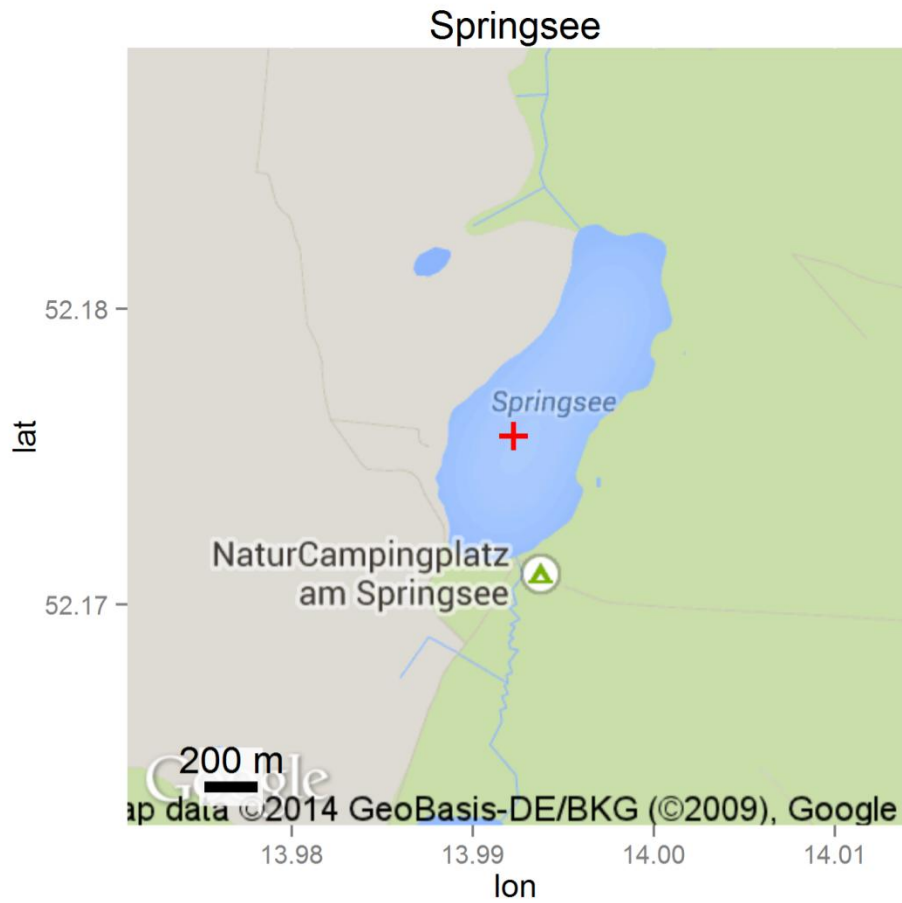 Springsee
52.18
Springsee
lat
NaturCampingplatz
am Springsee
52.17
200 m
Google
ap data ©2014 GeoBasis-DE/BKG (©2009), Google
13.98 13.99 14.00 14.01
lon